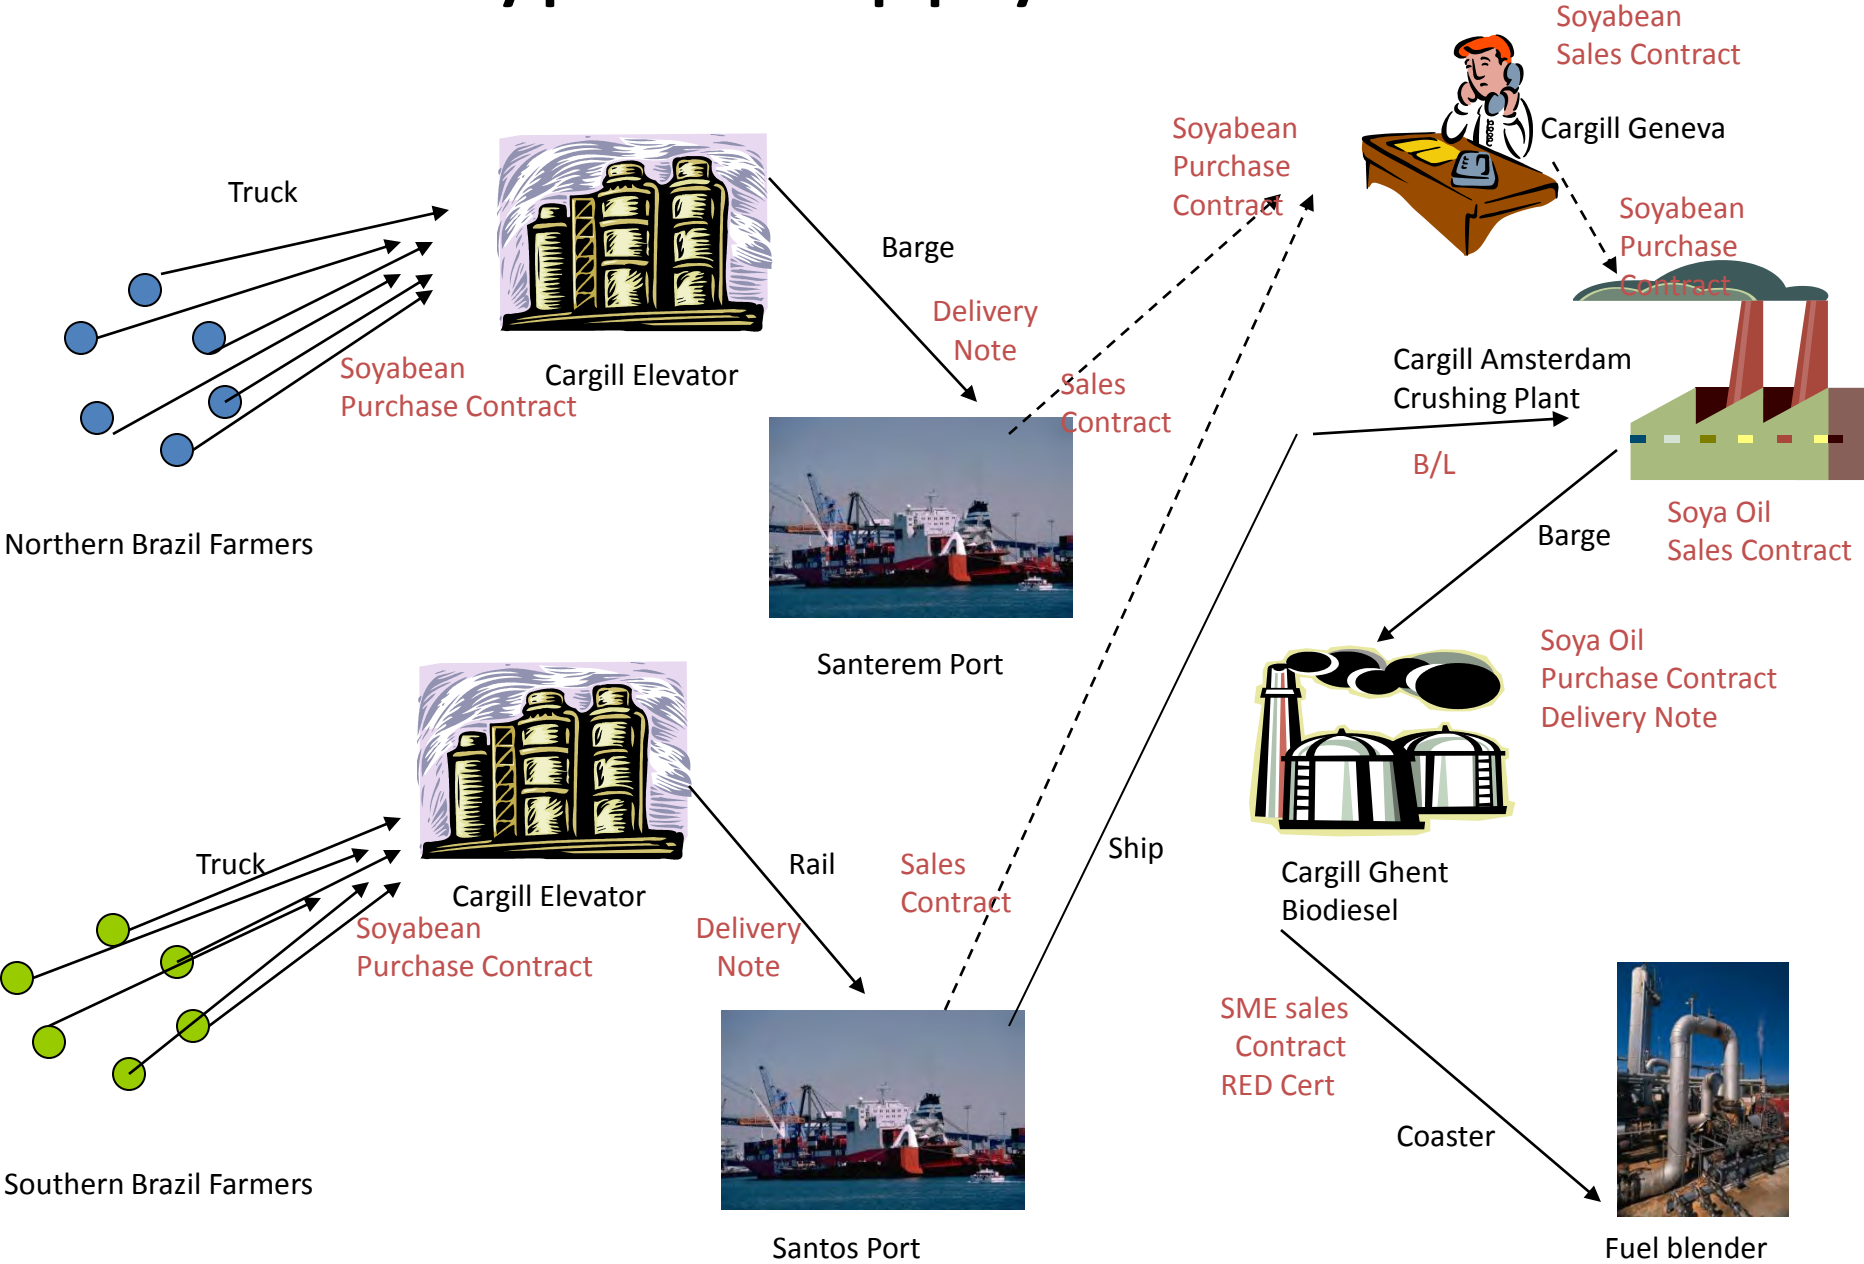 Soyabean
Sales Contract
Cargill Geneva
Soyabean
Purchase
Contract
Soyabean
Purchase
Contract
Truck
Barge
Delivery
Note
Sales
Contract
Soyabean
Purchase Contract
Cargill Elevator
Cargill Amsterdam
Crushing Plant
B/L
Northern Brazil Farmers
Santerem Port
Barge
Soya Oil
Sales Contract
Soya Oil
Purchase Contract
Delivery Note
Truck
Cargill Elevator
Soyabean
Purchase Contract
Rail
Delivery
Note
Sales
Contract
Ship
Cargill Ghent
Biodiesel
SME sales
Contract
RED Cert
Coaster
Southern Brazil Farmers
Santos Port
Fuel blender